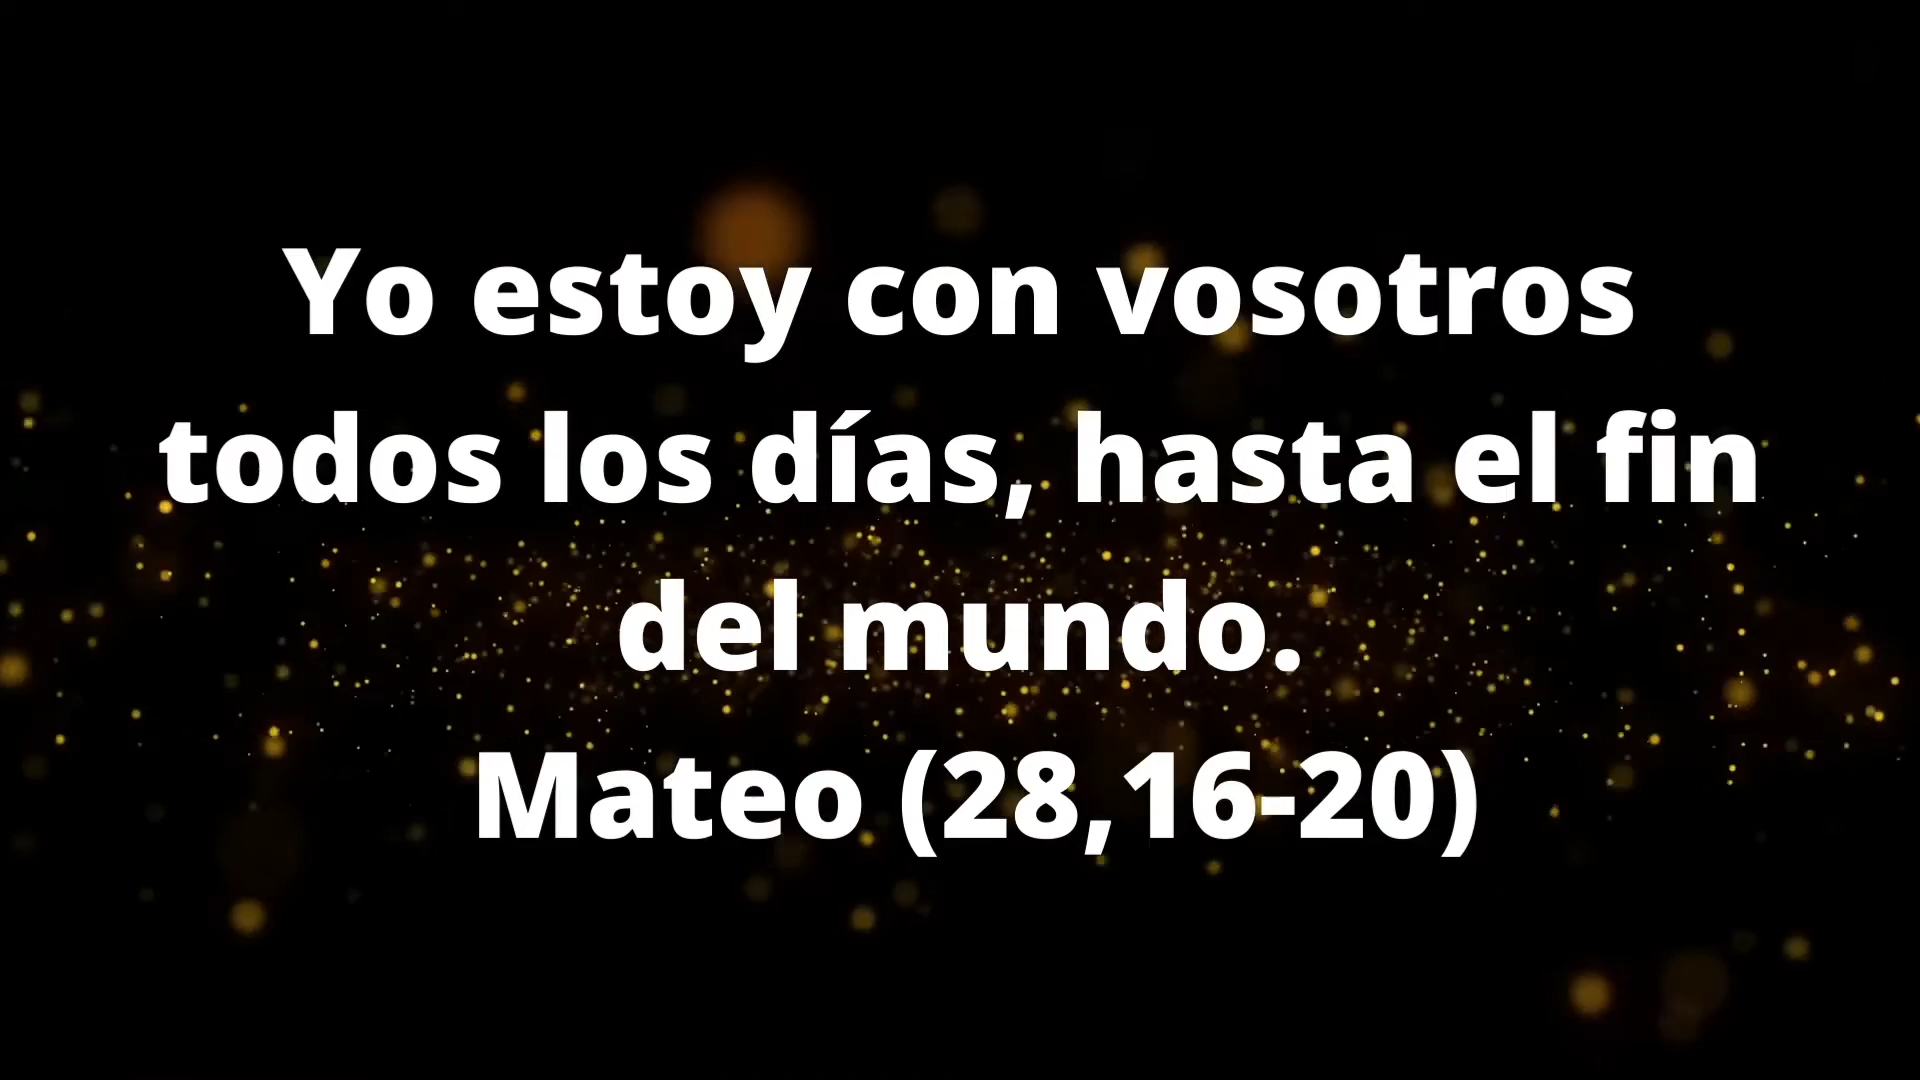 Yo estoy con vosotros
todos los días, hasta el fin
del mundo.
Mateo (28,16-20)